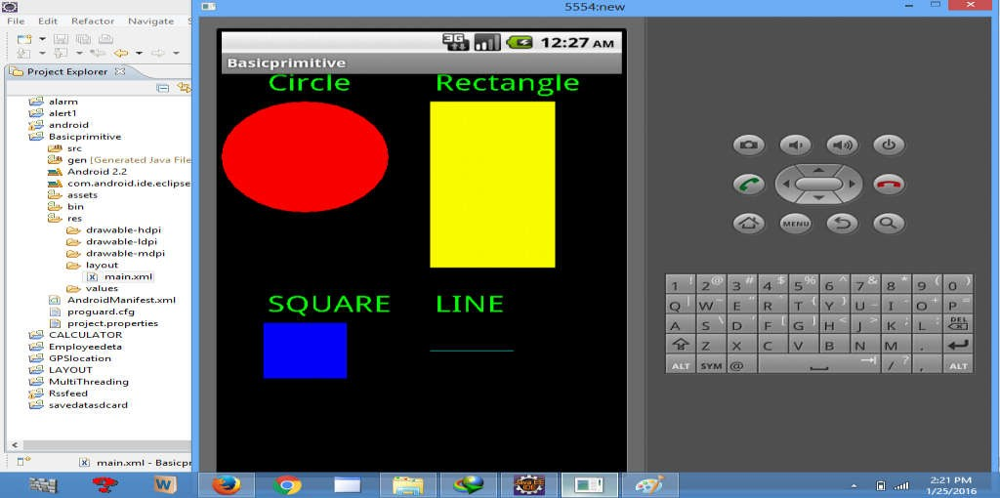 5554:new
File Edit Refactor Navigate
Project Explorer
alarm
alert1
android
Basicprimitive
src
gen [Generated Java File
Android 2.2
com.android.ide.eclipse
assets
bin
res
drawable-hdpi
drawable-ldpi
drawable-mdpi
layout
main.xml
values
AndroidManifest.xml
proguard.cfg
project.properties
CALCULATOR
Employeedeta
GPSlocation
LAYOUT
MultiThreading
Rssfeed
savedatasdcard
main.xml - Basicpr
3G 12:27 AM
Basicprimitive
Circle Rectangle
SQUARE LINE
MENU
1 ! 2 @ 3 # 4 $ 5 % 6 ^ 7 & 8 * 9 ( 0 )
Q | W ~ E " R ` T { Y } U _ I - O + P =
A S \ D ' F [ G ] H < J > K ; L : DEL
Z X C V B N M .
ALT SYM @ / ? , ALT
W Java EE IDE 2:21 PM
1/25/2016